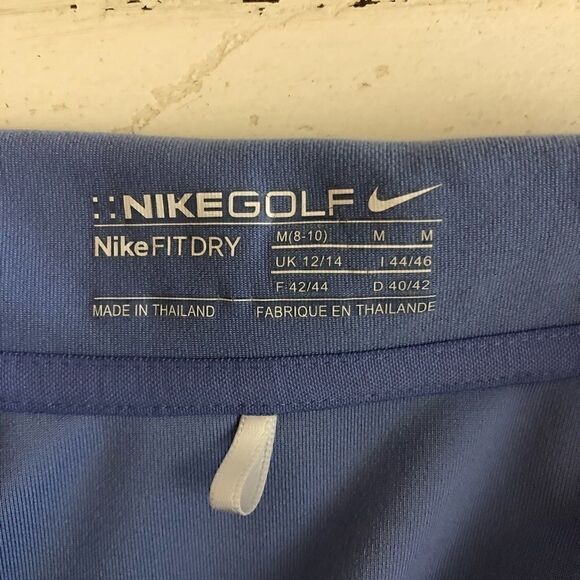 ::NIKEGOLF
NikeFITDRY
M(8-10) M M
UK 12/14 I 44/46
F 42/44 D 40/42
MADE IN THAILAND FABRIQUE EN THAILANDE